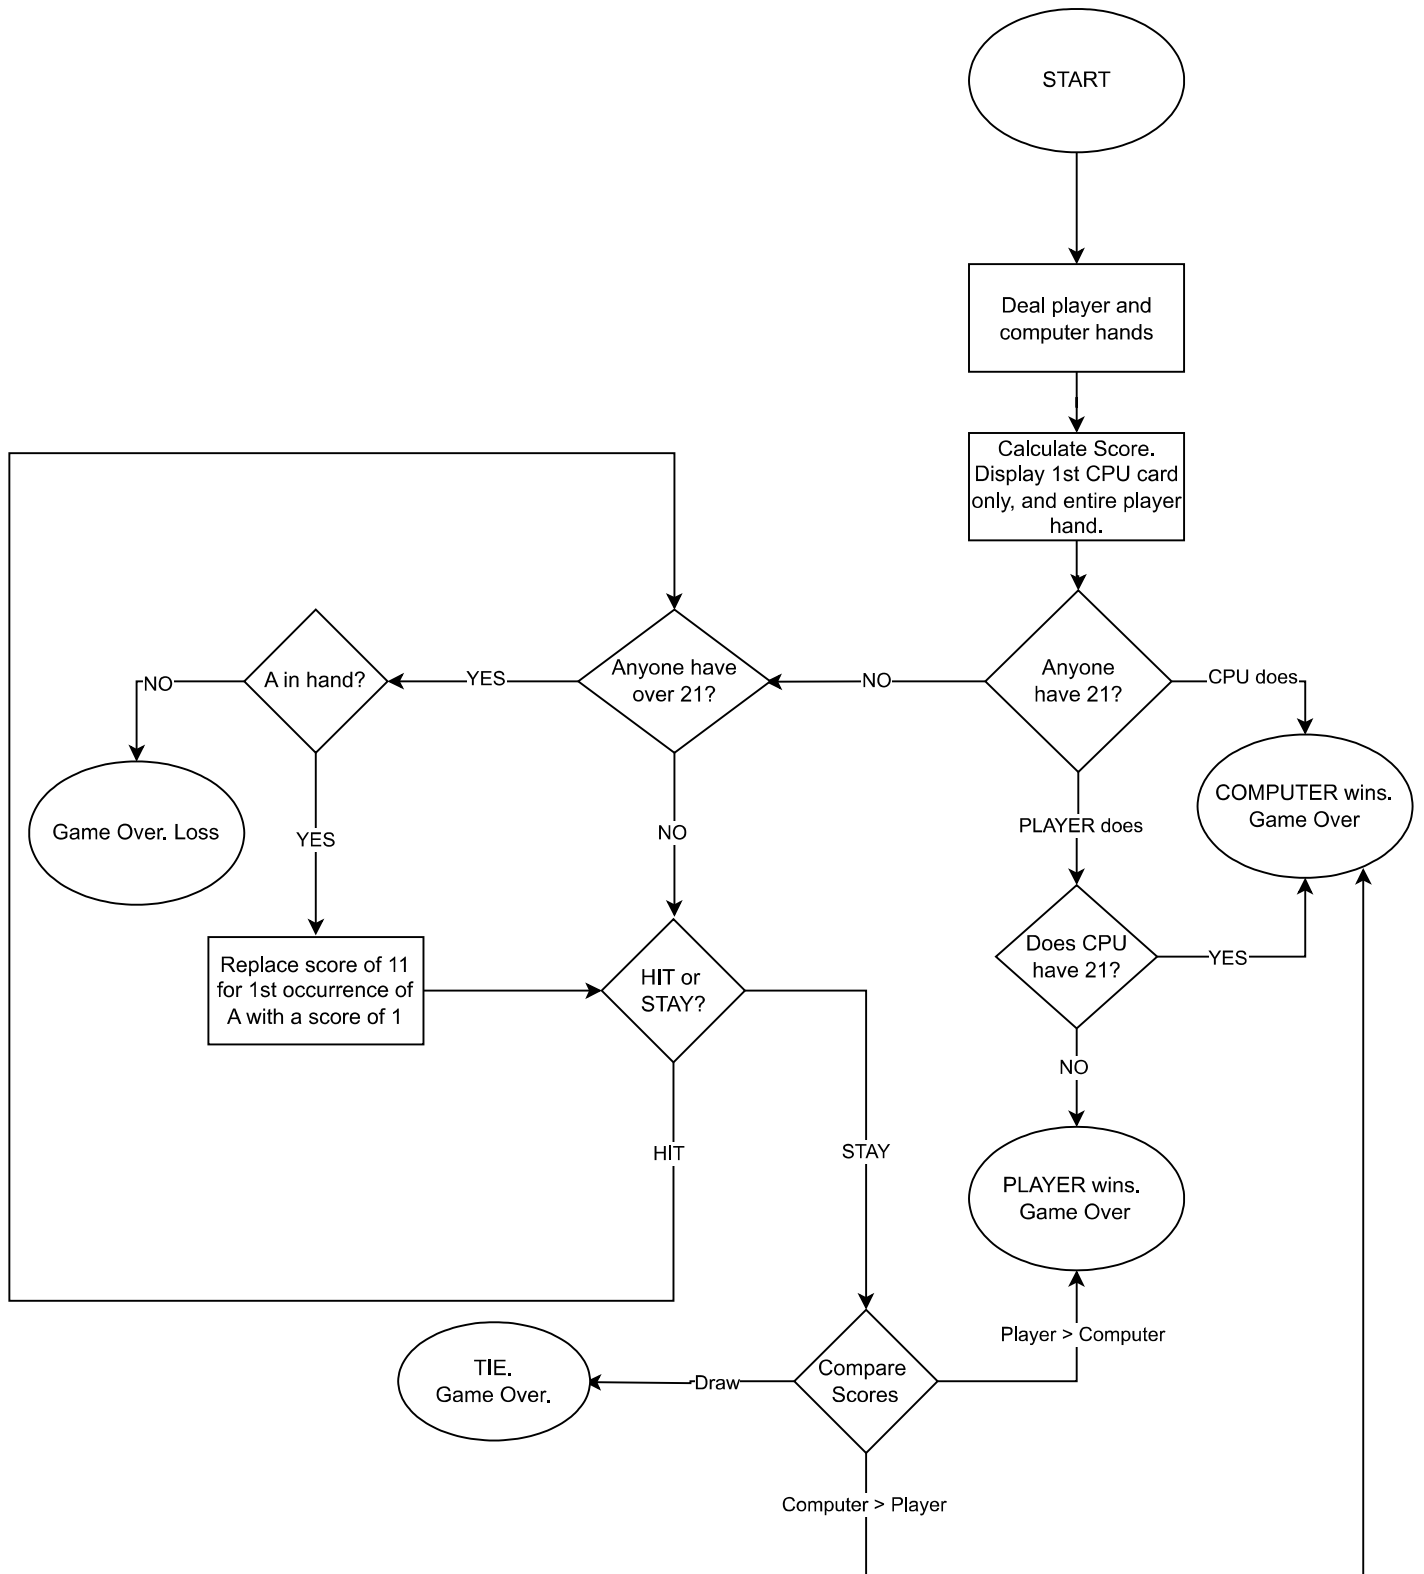 START
Deal player and
computer hands
Calculate Score.
Display 1st CPU card
only, and entire player
hand.
Anyone
have 21?
CPU does
NO
Anyone have
over 21?
YES
A in hand?
NO
Game Over. Loss
YES
NO
PLAYER does
COMPUTER wins.
Game Over
Does CPU
have 21?
YES
Replace score of 11
for 1st occurrence of
A with a score of 1
HIT or
STAY?
NO
HIT
STAY
PLAYER wins.
Game Over
Player > Computer
Compare
Scores
Draw
TIE.
Game Over.
Computer > Player